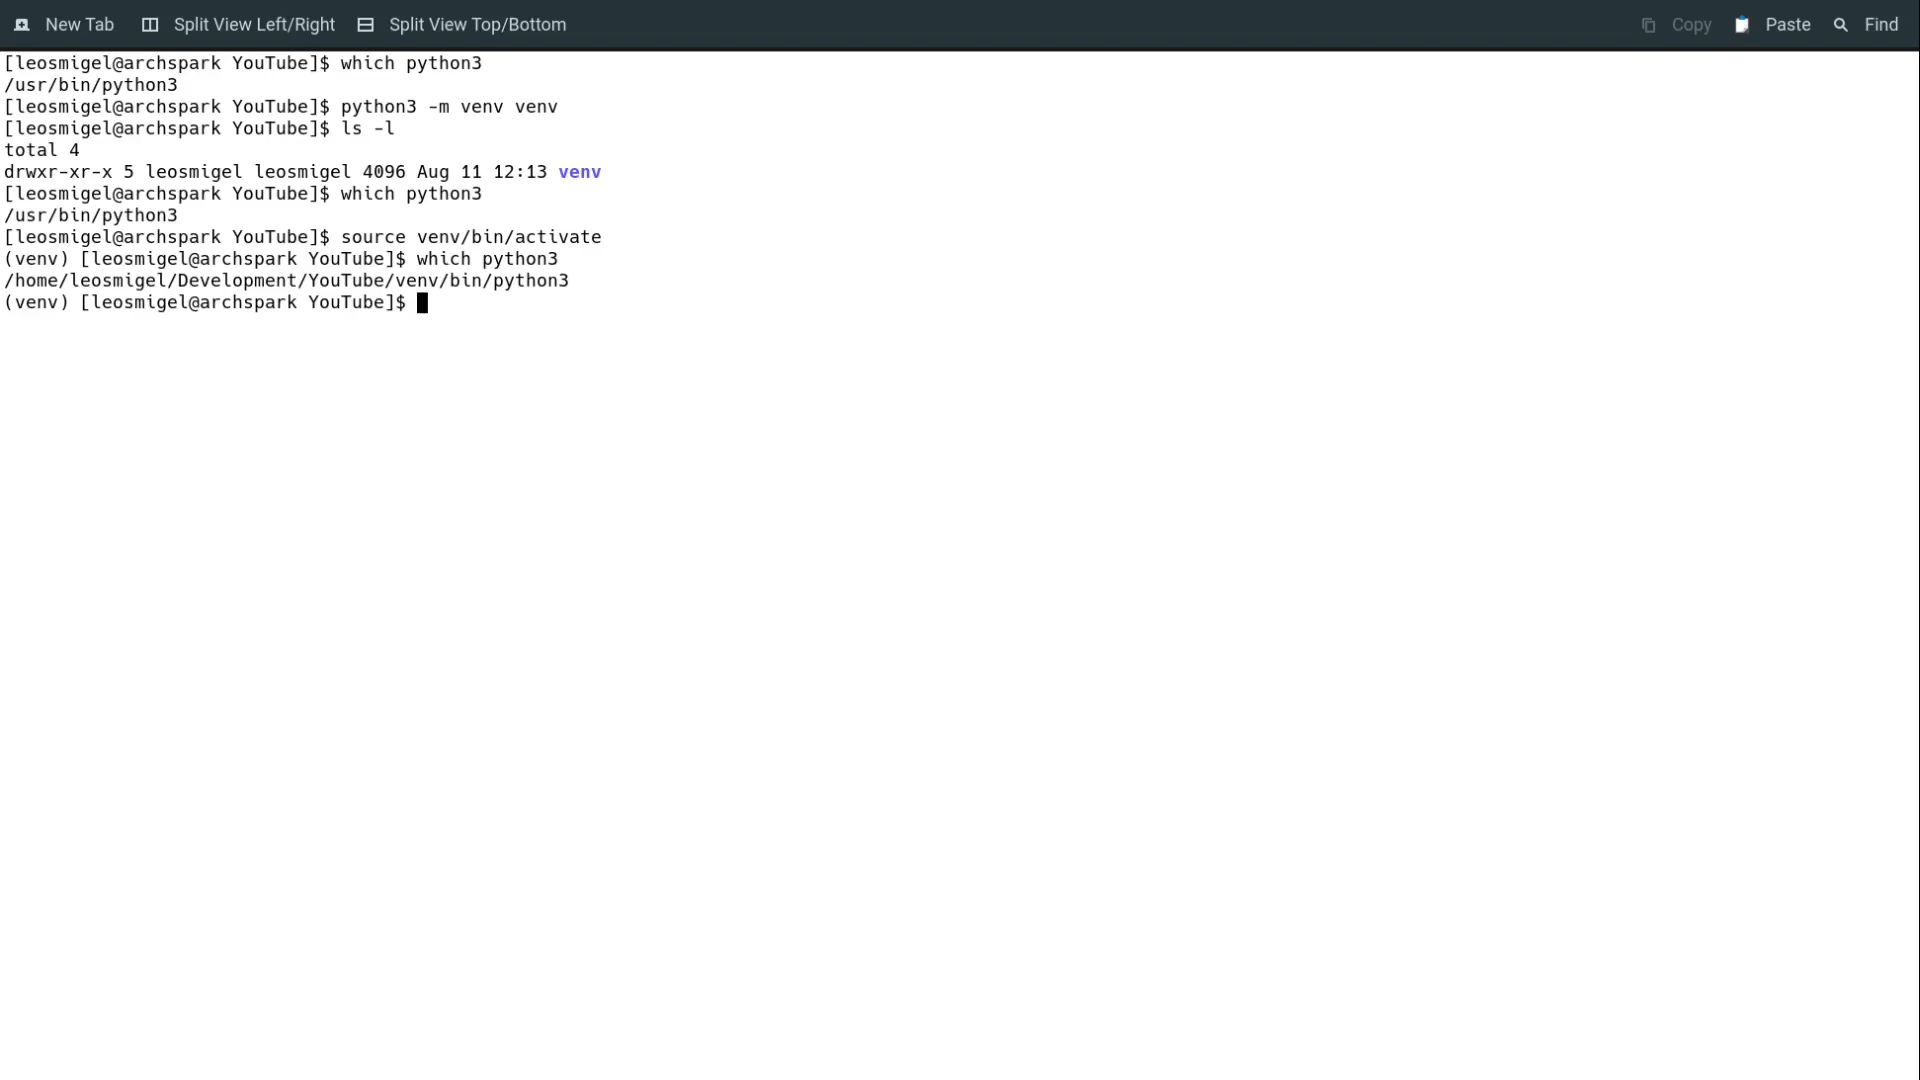 New Tab Split View Left/Right Split View Top/Bottom Copy Paste Find
[leosmigel@archspark YouTube]$ which python3
/usr/bin/python3
[leosmigel@archspark YouTube]$ python3 -m venv venv
[leosmigel@archspark YouTube]$ ls -l
total 4
drwxr-xr-x 5 leosmigel leosmigel 4096 Aug 11 12:13 venv
[leosmigel@archspark YouTube]$ which python3
/usr/bin/python3
[leosmigel@archspark YouTube]$ source venv/bin/activate
(venv) [leosmigel@archspark YouTube]$ which python3
/home/leosmigel/Development/YouTube/venv/bin/python3
(venv) [leosmigel@archspark YouTube]$